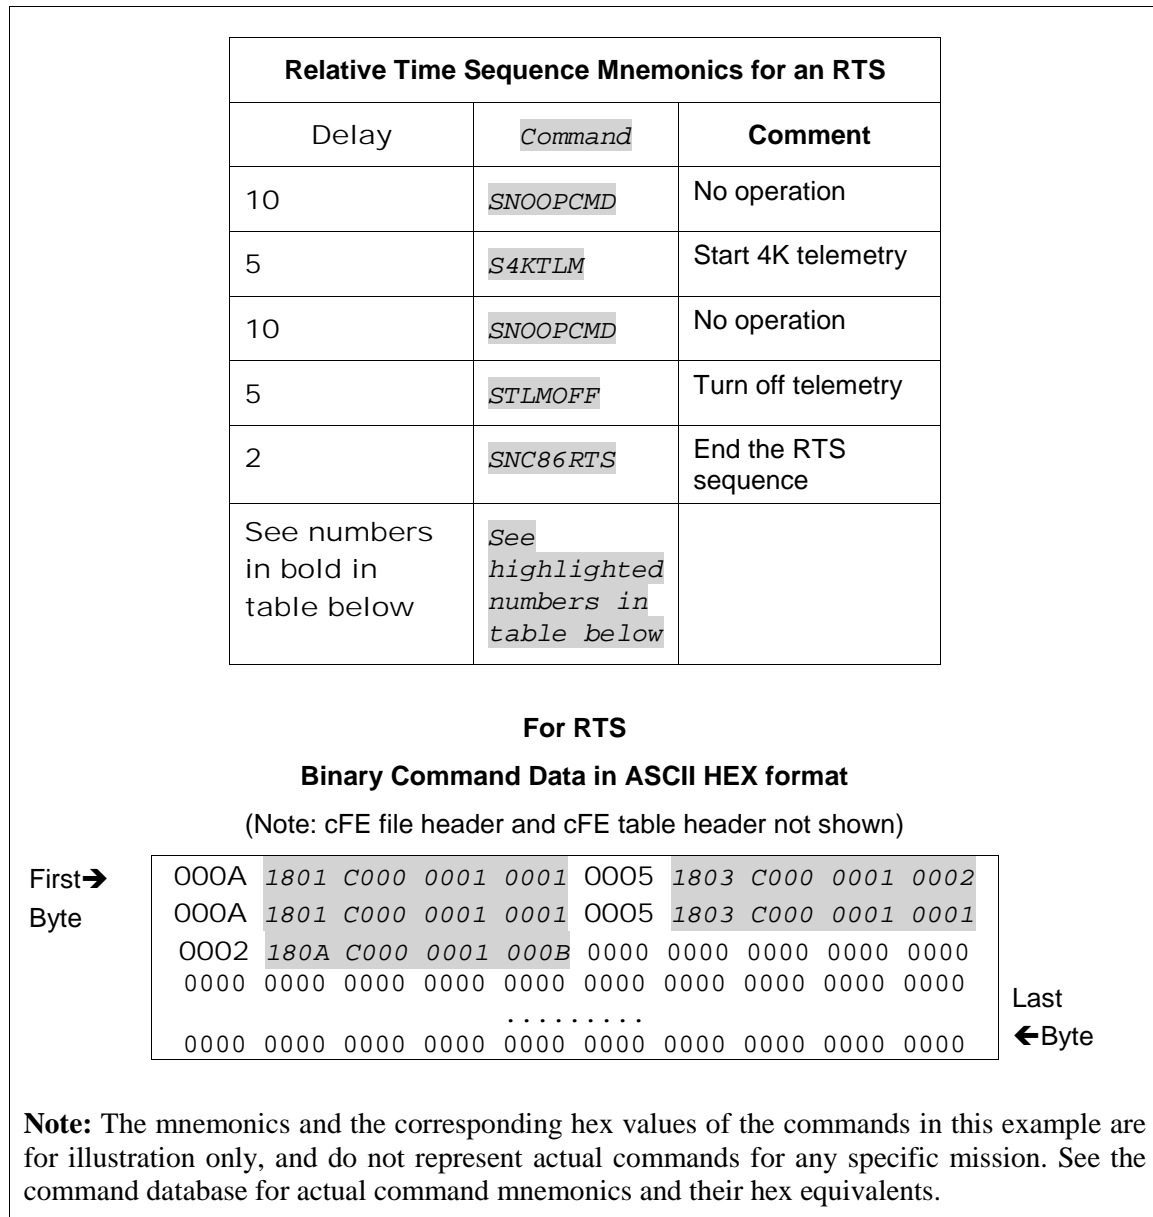 Relative Time Sequence Mnemonics for an RTS
Delay Command Comment
10 SNOOPCMD No operation
5 S4KTLM Start 4K telemetry
10 SNOOPCMD No operation
5 STLMOFF Turn off telemetry
2 SNC86RTS End the RTS
sequence
See numbers
in bold in
table below
See
highlighted
numbers in
table below
For RTS
Binary Command Data in ASCII HEX format
(Note: cFE file header and cFE table header not shown)
First➔
Byte
000A 1801 C000 0001 0001 0005 1803 C000 0001 0002
000A 1801 C000 0001 0001 0005 1803 C000 0001 0001
0002 180A C000 0001 000B 0000 0000 0000 0000 0000
0000 0000 0000 0000 0000 0000 0000 0000 0000 0000
.........
0000 0000 0000 0000 0000 0000 0000 0000 0000 0000
Last
🡸Byte
Note: The mnemonics and the corresponding hex values of the commands in this example are
for illustration only, and do not represent actual commands for any specific mission. See the
command database for actual command mnemonics and their hex equivalents.